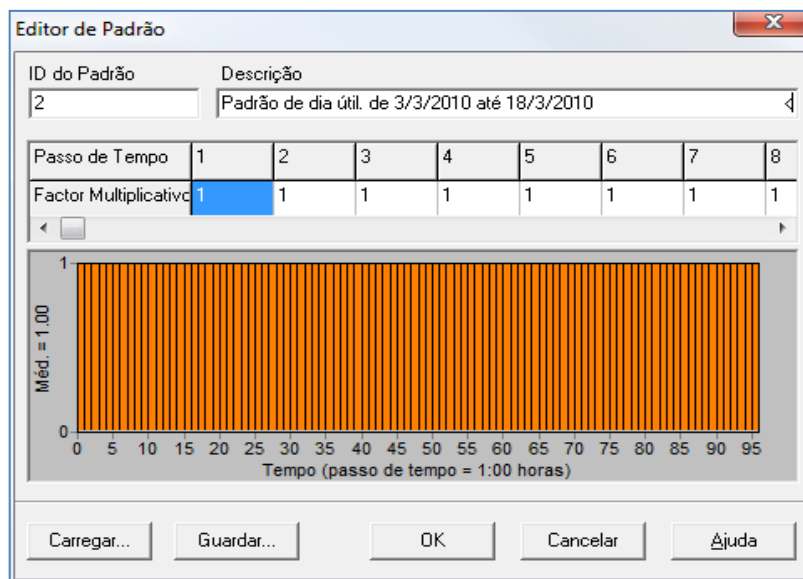 Editor de Padrão
x
ID do Padrão Descrição
2 Padrão de dia útil. de 3/3/2010 até 18/3/2010
Passo de Tempo 1 2 3 4 5 6 7 8
Factor Multiplicativo 1 1 1 1 1 1 1 1
1
Méd. = 1.00
0
0 5 10 15 20 25 30 35 40 45 50 55 60 65 70 75 80 85 90 95
Tempo (passo de tempo = 1:00 horas)
Carregar... Guardar... OK Cancelar Ajuda